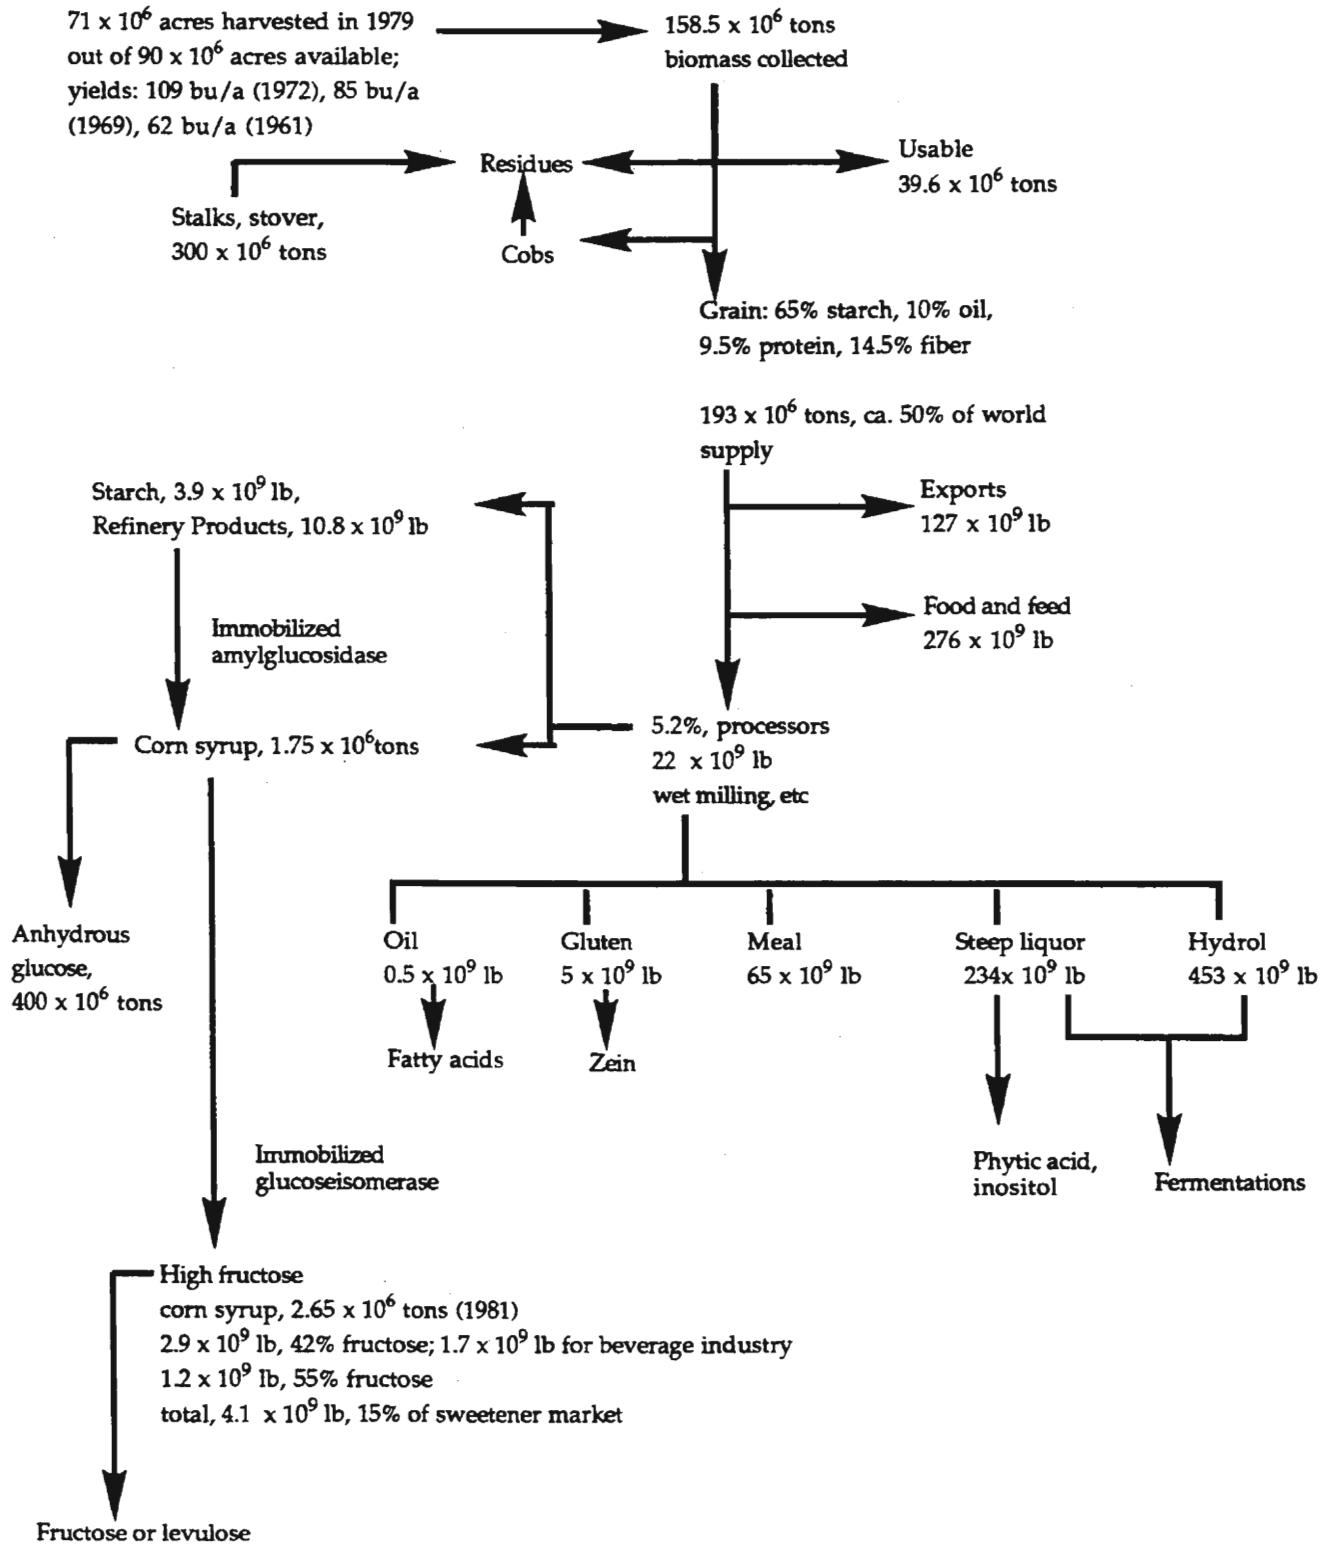 71 x 10⁶ acres harvested in 1979
out of 90 x 10⁶ acres available;
yields: 109 bu/a (1972), 85 bu/a
(1969), 62 bu/a (1961)
158.5 x 10⁶ tons
biomass collected
Residues
Usable
39.6 x 10⁶ tons
Stalks, stover,
300 x 10⁶ tons
Cobs
Grain: 65% starch, 10% oil,
9.5% protein, 14.5% fiber
193 x 10⁶ tons, ca. 50% of world
supply
Starch, 3.9 x 10⁹ lb,
Refinery Products, 10.8 x 10⁹ lb
Exports
127 x 10⁹ lb
Food and feed
276 x 10⁹ lb
Immobilized
amylglucosidase
Corn syrup, 1.75 x 10⁶tons
5.2%, processors
22 x 10⁹ lb
wet milling, etc
Anhydrous
glucose,
400 x 10⁶ tons
Oil
0.5 x 10⁹ lb
Gluten
5 x 10⁹ lb
Meal
65 x 10⁹ lb
Steep liquor
234x 10⁹ lb
Hydrol
453 x 10⁹ lb
Fatty acids
Zein
Phytic acid,
inositol
Fermentations
Immobilized
glucoseisomerase
High fructose
corn syrup, 2.65 x 10⁶ tons (1981)
2.9 x 10⁹ lb, 42% fructose; 1.7 x 10⁹ lb for beverage industry
1.2 x 10⁹ lb, 55% fructose
total, 4.1 x 10⁹ lb, 15% of sweetener market
Fructose or levulose